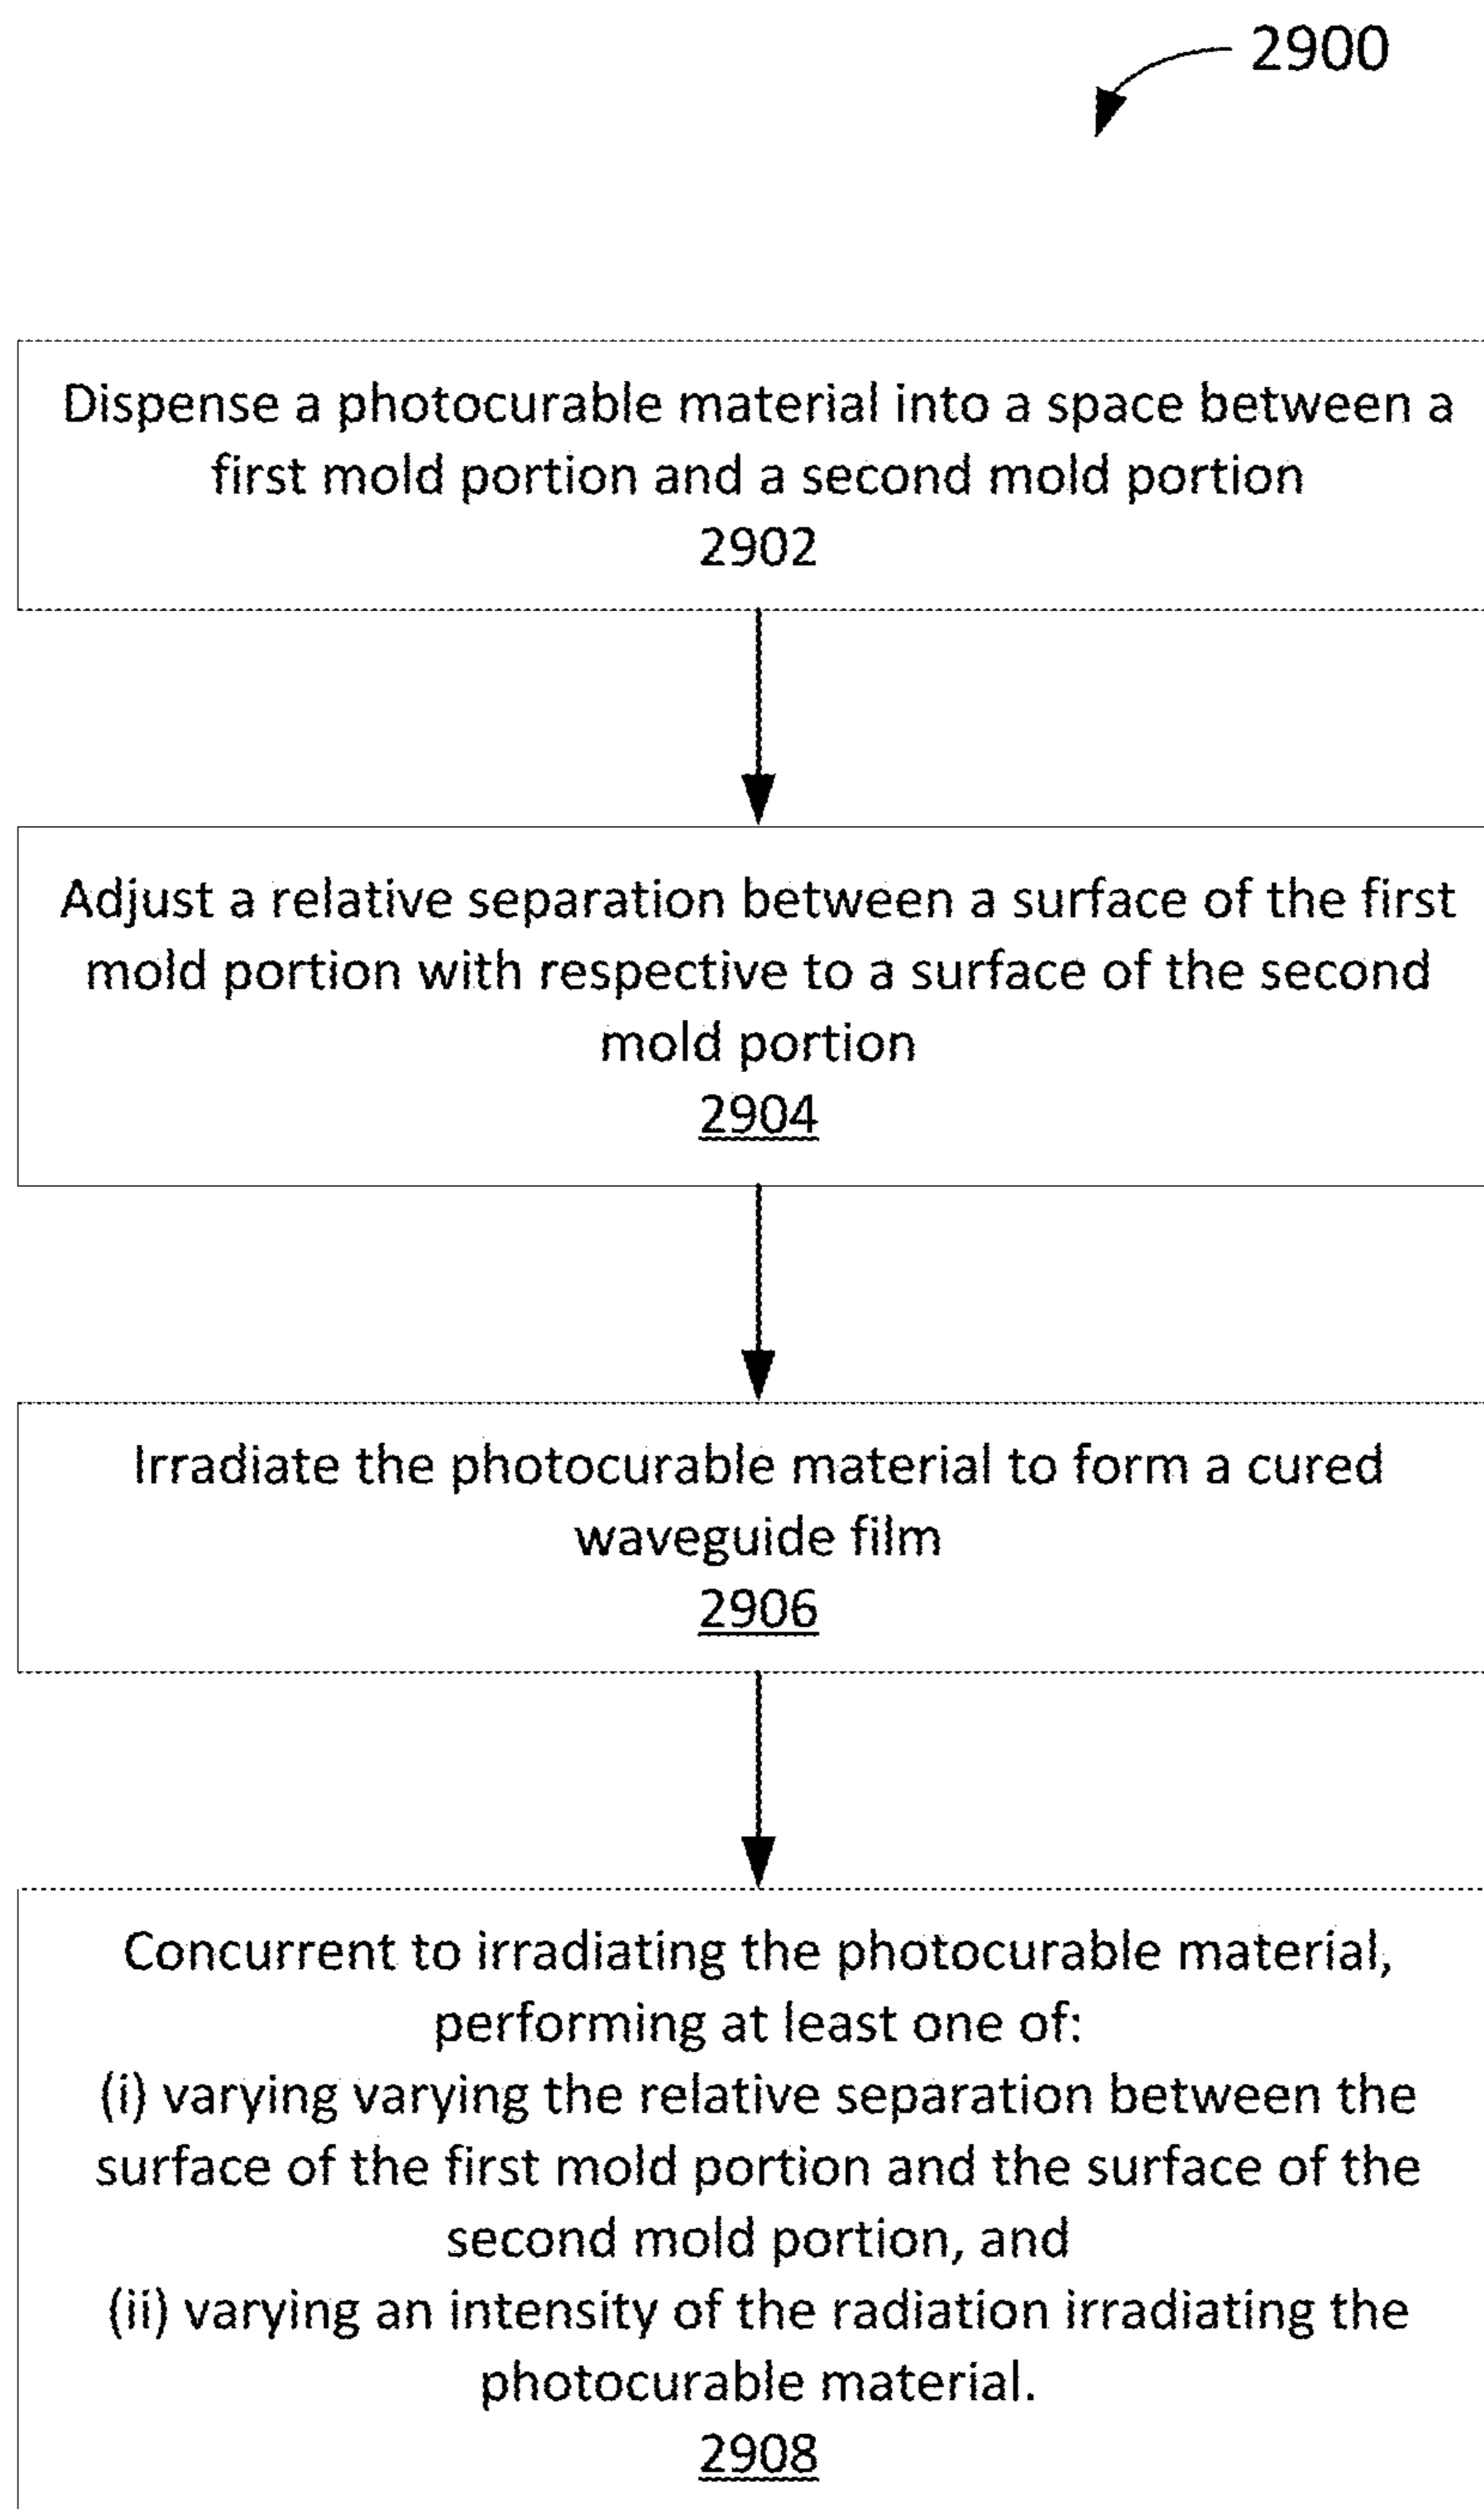 2900
Dispense a photocurable material into a space between a
first mold portion and a second mold portion
2902
Adjust a relative separation between a surface of the first
mold portion with respective to a surface of the second
mold portion
2904
Irradiate the photocurable material to form a cured
waveguide film
2906
Concurrent to irradiating the photocurable material,
performing at least one of:
(i) varying varying the relative separation between the
surface of the first mold portion and the surface of the
second mold portion, and
(ii) varying an intensity of the radiation irradiating the
photocurable material.
2908